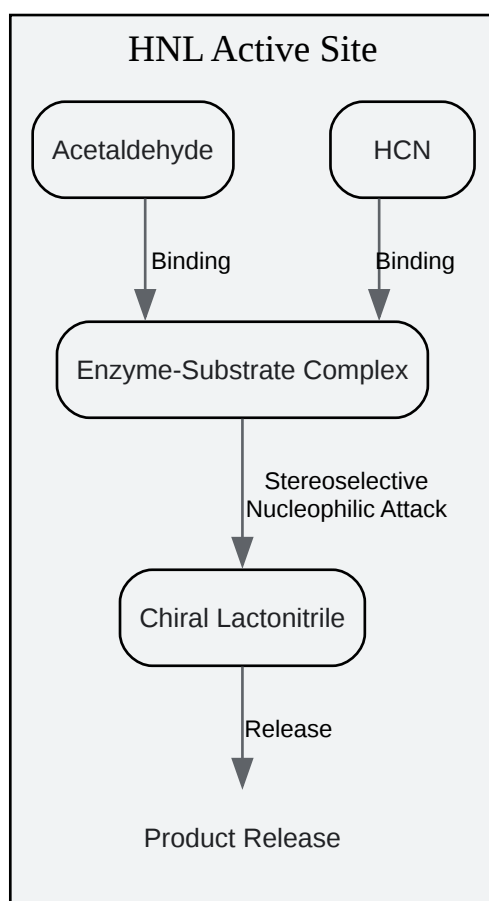 HNL Active Site
Acetaldehyde
HCN
Binding
Binding
Enzyme-Substrate Complex
Stereoselective
Nucleophilic Attack
Chiral Lactonitrile
Release
Product Release